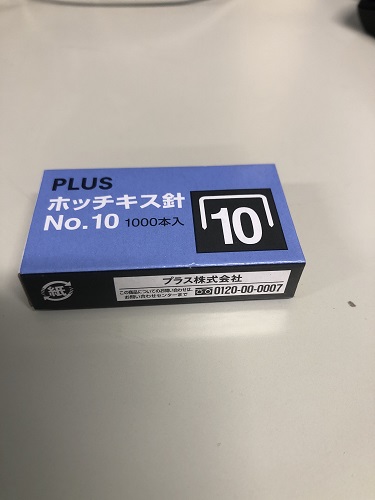 PLUS
ホッチキス針
No.10 1000本入
10
紙
プラス株式会社
この商品についてのお問い合わせは、
お問い合わせセンターまで
0120-00-0007